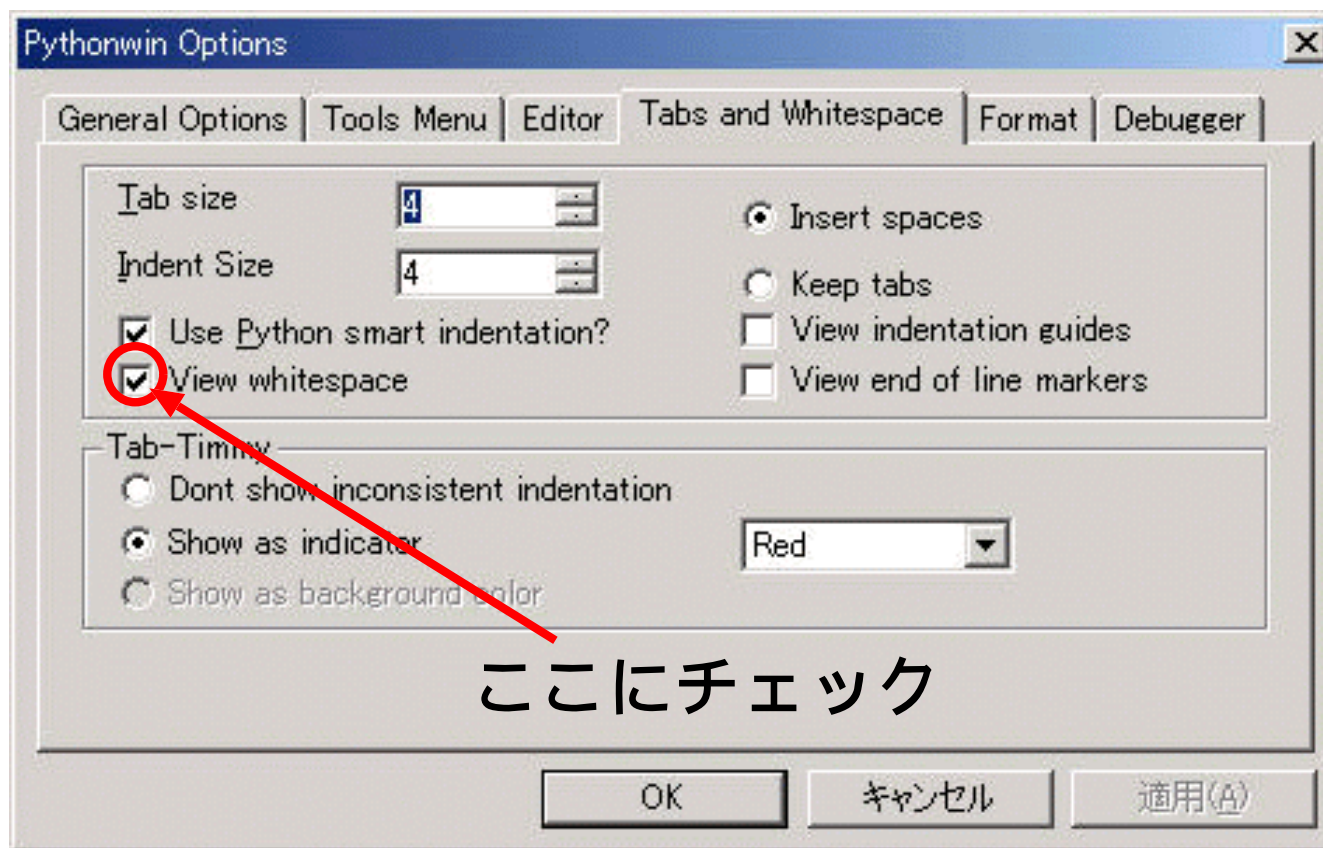 Pythonwin Options
General Options Tools Menu Editor Tabs and Whitespace Format Debugger
Tab size 4 Insert spaces
Indent Size 4 Keep tabs
Use Python smart indentation? View indentation guides
View whitespace View end of line markers
Tab-Timmy
Dont show inconsistent indentation
Show as indicator Red
Show as background color
ここにチェック
OK キャンセル 適用(A)